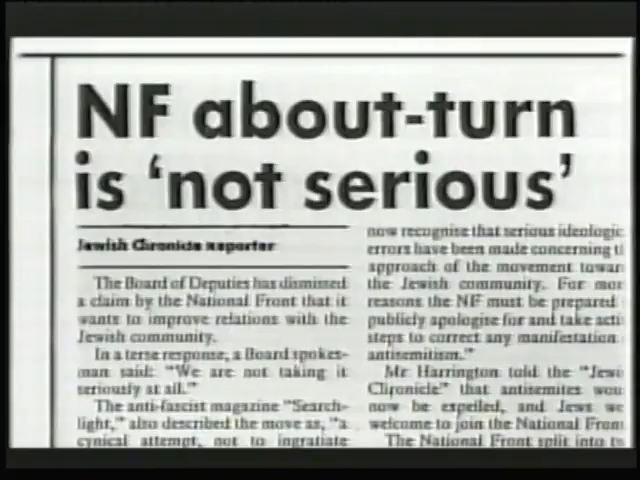 NF about-turn
is ‘not serious’
Jewish Chronicle Reporter
The Board of Deputies has dismissed
a claim by the National Front that it
wants to improve relations with the
Jewish community.
In a terse response, a Board spokes-
man said: “We are not taking it
seriously at all.”
The anti-fascist magazine “Search-
light,” also described the move as, “a
cynical attempt, not to ingratiate
now recognise that serious ideologic
errors have been made concerning t
approach of the movement towar
the Jewish community. For mor
reasons the NF must be prepared
publicly apologise for and take acti
steps to correct any manifestation
antisemitism.”
Mr Harrington told the “Jewi
Chronicle” that antisemites wou
now be expelled, and Jews we
welcome to join the National Fron
The National Front split into t